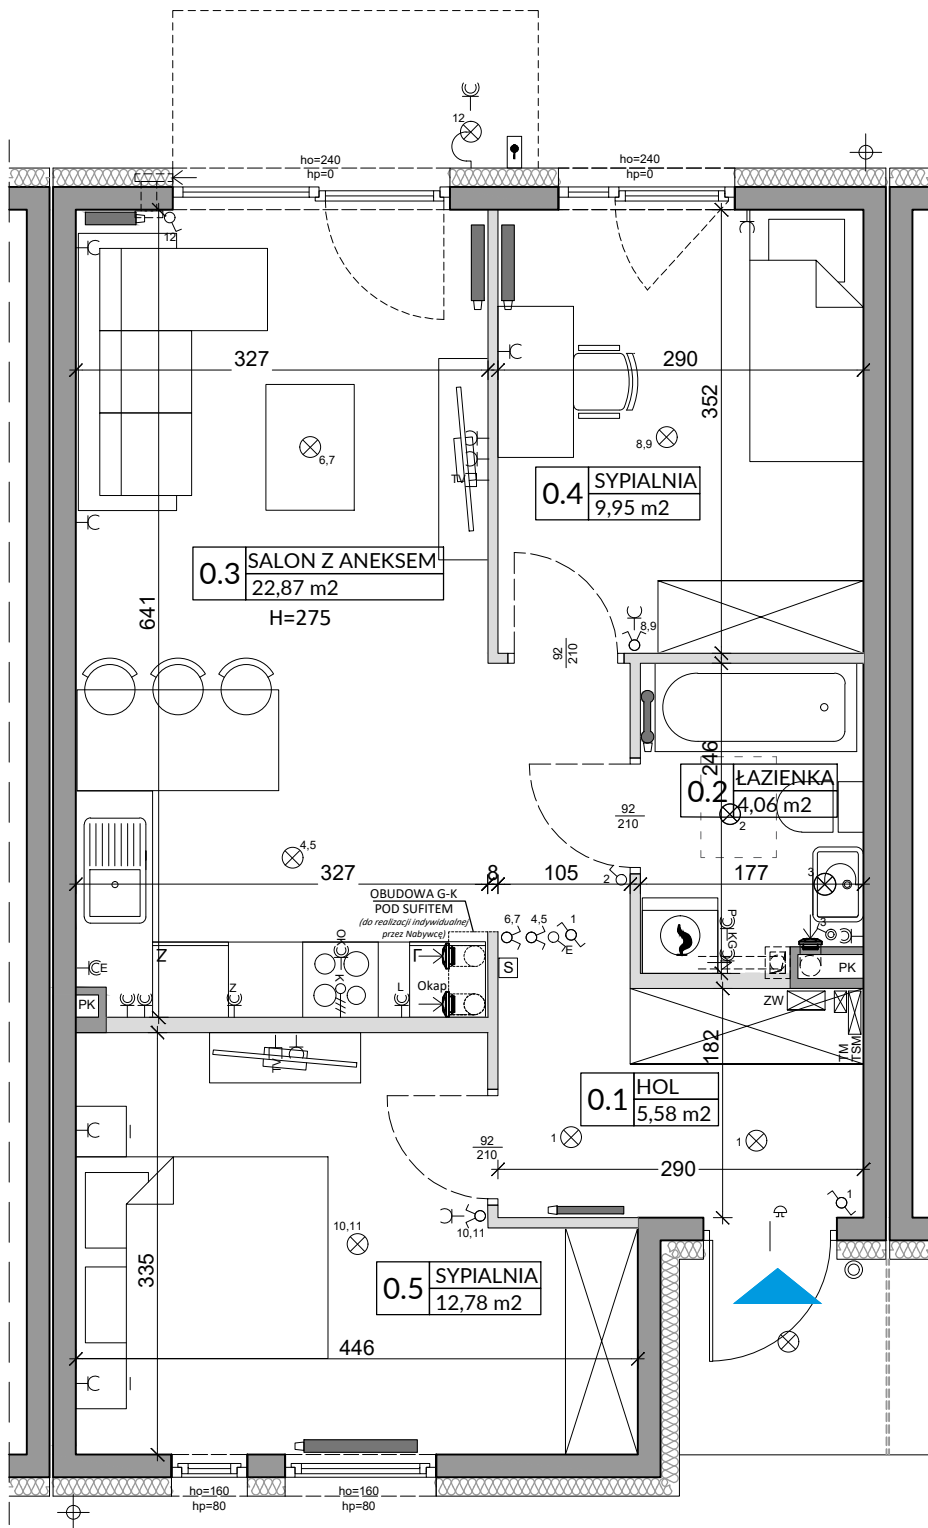 12
ho=240
hp=0
ho=240
hp=0
12
327
290
352
6,7
8,9
TV
0.4
SYPIALNIA
9,95 m2
0.3
SALON Z ANEKSEM
22,87 m2
H=275
641
8,9
92
210
246
0.2
ŁAZIENKA
4,06 m2
92
210
2
4,5
327
8
105
177
3
2
OBUDOWA G-K
POD SUFITEM
(do realizacji indywidualnej
przez Nabywcę)
6,7
4,5
1
E
3
S
Z
Okap
PK
E
Z
L
PK
ZW
TM
TSM
182
TV
0.1
HOL
5,58 m2
1
1
92
210
290
1
10,11
10,11
335
0.5
SYPIALNIA
12,78 m2
446
ho=160
hp=80
ho=160
hp=80